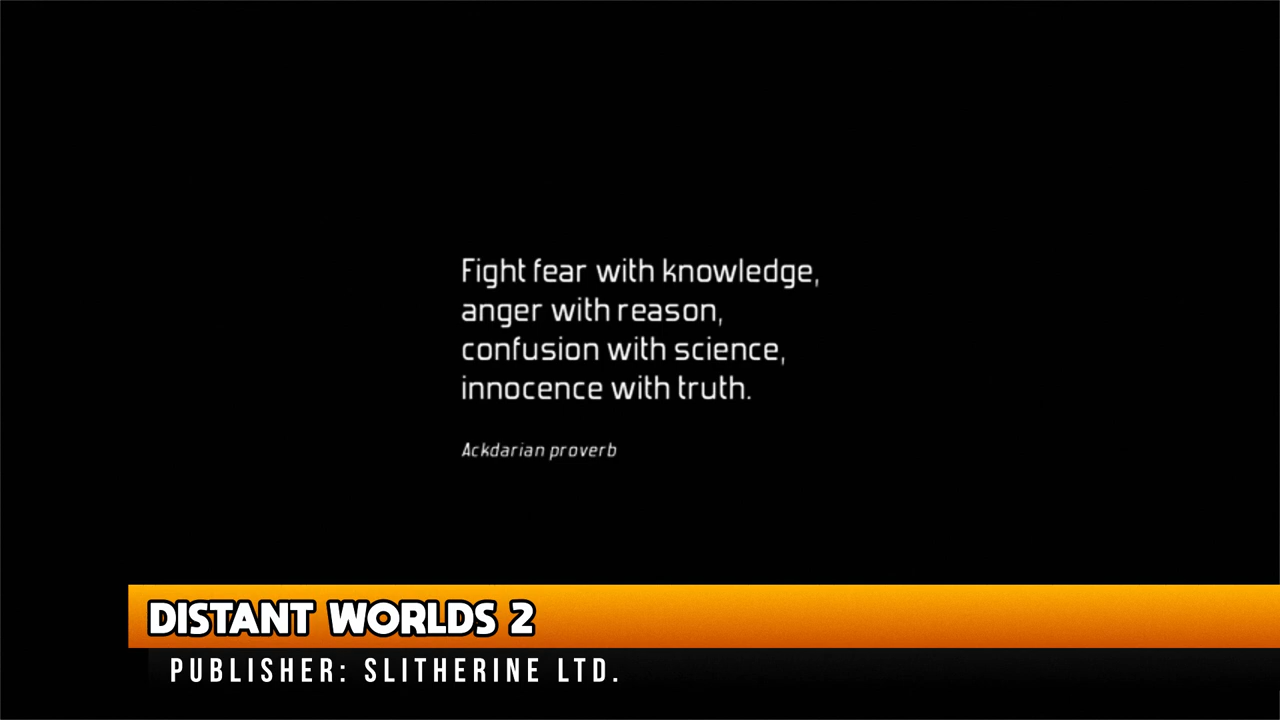 Fight fear with knowledge,
anger with reason,
confusion with science,
innocence with truth.
Ackdarian proverb
DISTANT WORLDS 2
PUBLISHER: SLITHERINE LTD.